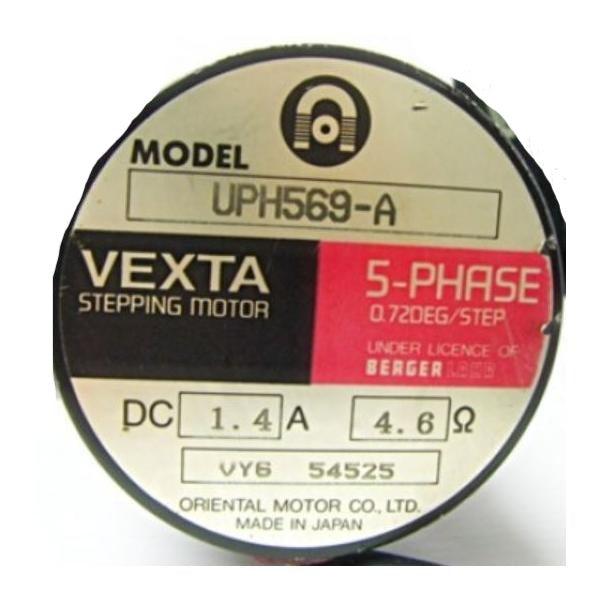 MODEL
UPH569-A
VEXTA
STEPPING MOTOR
5-PHASE
0.72DEG/STEP
UNDER LICENCE OF
BERGER LAHR
DC 1.4 A 4.6 Ω
VY6 54525
ORIENTAL MOTOR CO., LTD.
MADE IN JAPAN